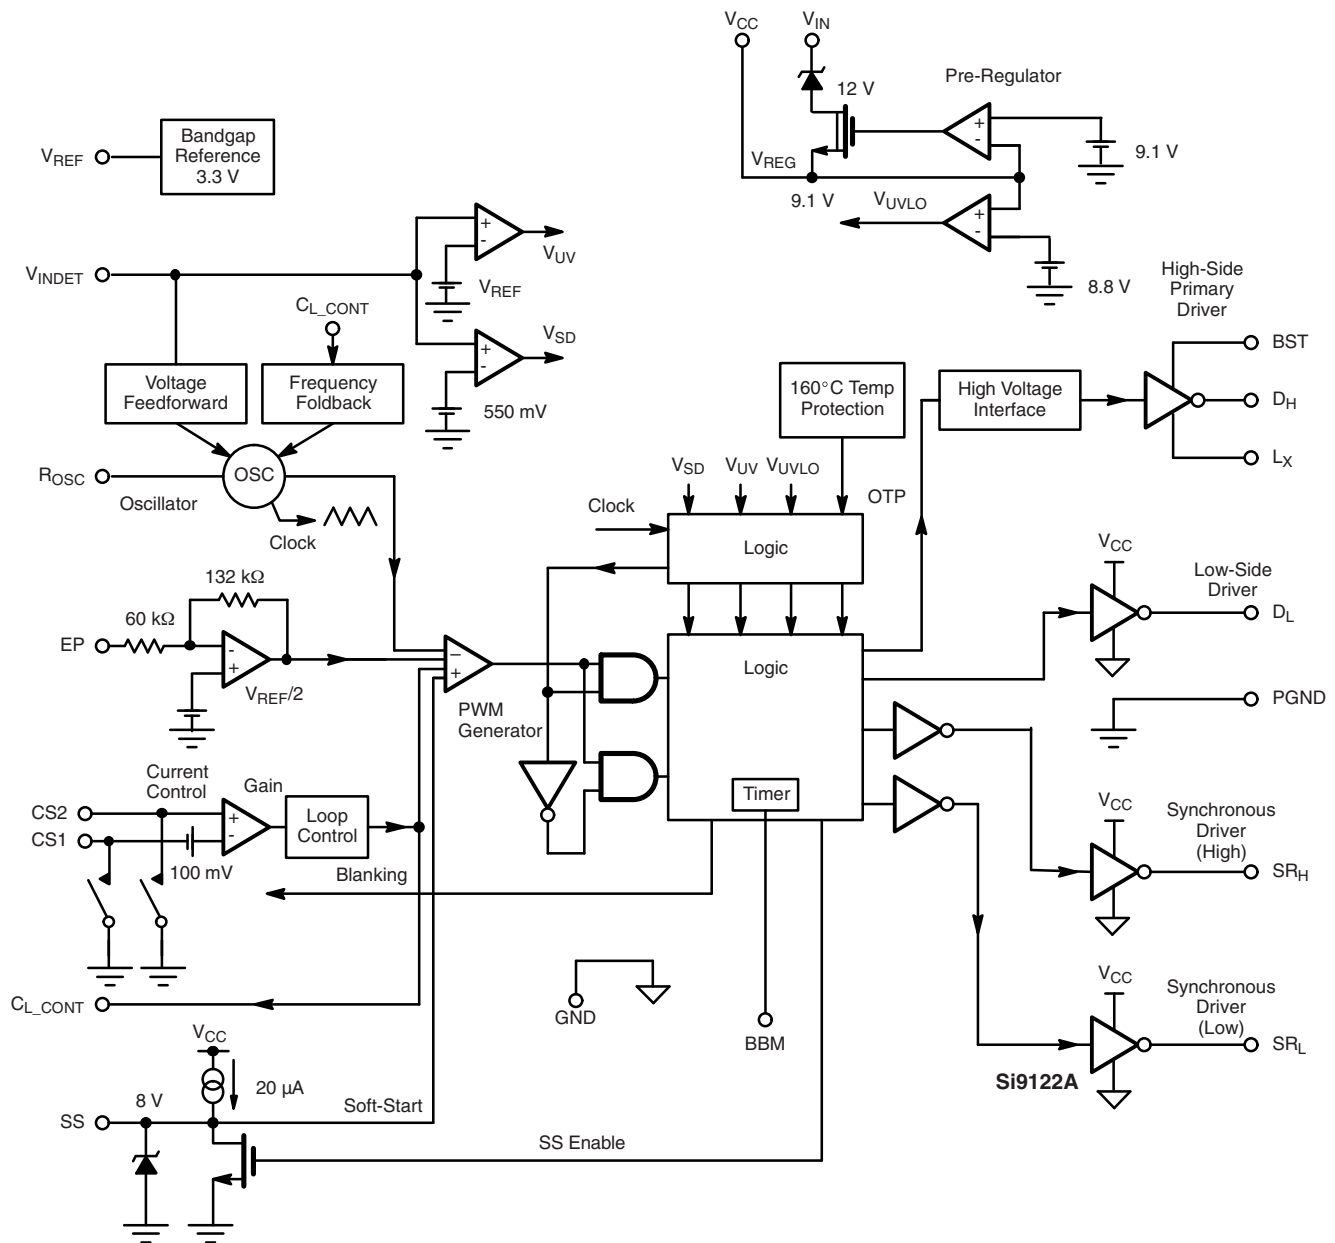 VCC
VIN
Pre-Regulator
12 V
+
-
9.1 V
VREG
9.1 V
VUVLO
+
-
8.8 V
Bandgap
Reference
3.3 V
VREF
VINDET
+
-
VUV
VREF
CL_CONT
VSD
+
-
550 mV
Voltage
Feedforward
Frequency
Foldback
ROSC
OSC
Oscillator
Clock
160°C Temp
Protection
High Voltage
Interface
High-Side
Primary
Driver
BST
DH
LX
VSD
VUV
VUVLO
OTP
Clock
Logic
132 kΩ
60 kΩ
EP
-
+
VREF/2
−
+
PWM
Generator
Logic
Timer
VCC
Low-Side
Driver
DL
PGND
Current
Control
Gain
CS2
CS1
+
-
100 mV
Loop
Control
Blanking
VCC
Synchronous
Driver
(High)
SRH
CL_CONT
GND
BBM
VCC
Synchronous
Driver
(Low)
SRL
Si9122A
VCC
20 µA
8 V
SS
Soft-Start
SS Enable